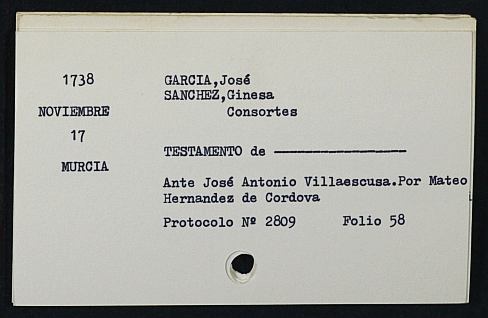 1738
NOVIEMBRE
17
MURCIA
GARCIA,José
SANCHEZ,Ginesa
Consortes
TESTAMENTO de ————————
Ante José Antonio Villaescusa.Por Mateo
Hernandez de Cordova
Protocolo Nº 2809 Folio 58